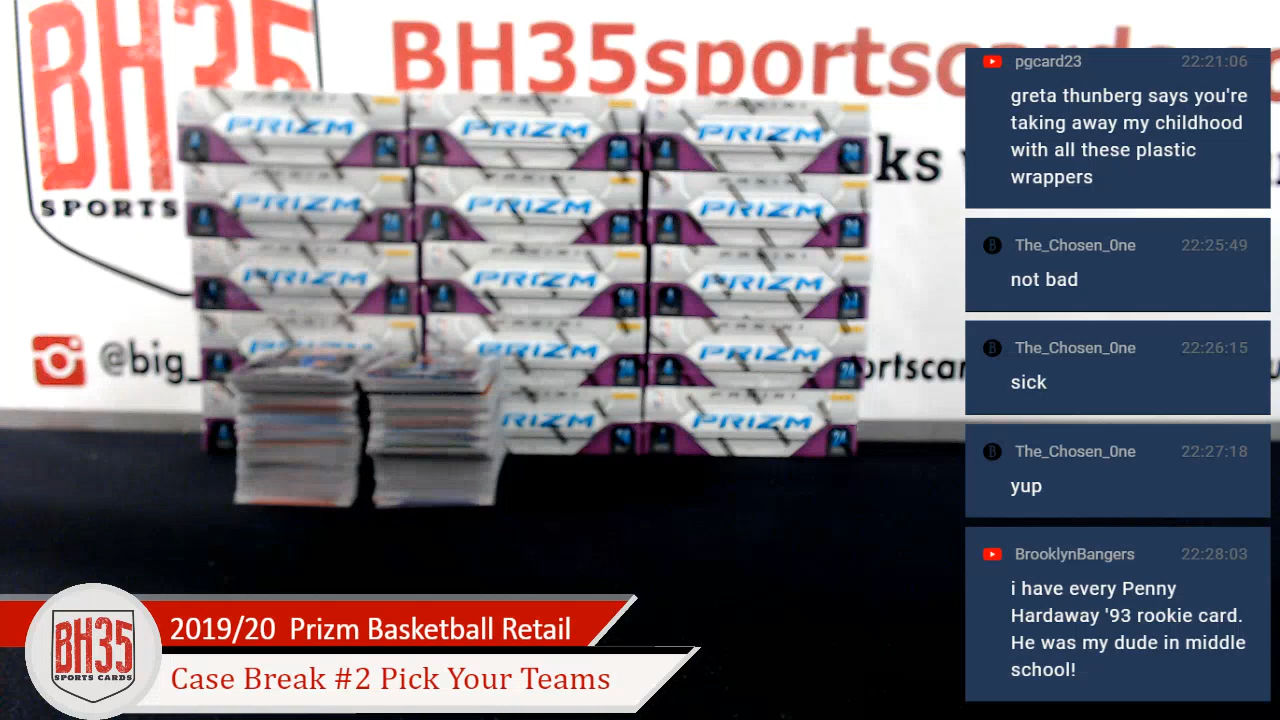 BH35
SPORTS
BH35sportscards.c
ks
@big_
ortscar
PRIZM
PRIZM
PRIZM
PRIZM
PRIZM
PRIZM
PRIZM
PRIZM
PRIZM
PRIZM
PRIZM
PRIZM
PRIZM
BH35
SPORTS CARDS
2019/20 Prizm Basketball Retail
Case Break #2 Pick Your Teams
pgcard23 22:21:06
greta thunberg says you're
taking away my childhood
with all these plastic
wrappers
The_Chosen_0ne 22:25:49
not bad
The_Chosen_0ne 22:26:15
sick
The_Chosen_0ne 22:27:18
yup
BrooklynBangers 22:28:03
i have every Penny
Hardaway '93 rookie card.
He was my dude in middle
school!